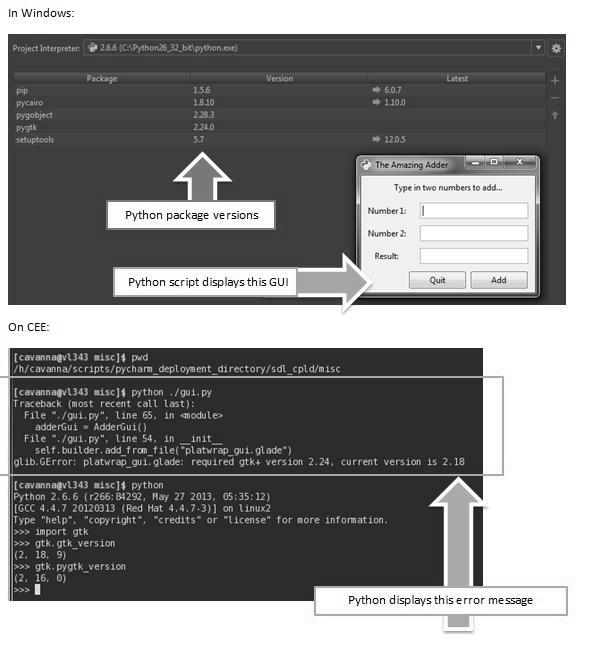 In Windows:
Project Interpreter: 2.6.6 (C:\Python26_32_bit\python.exe)
Package Version Latest
pip 1.5.6 6.0.7
pycairo 1.8.10 1.10.0
pygobject 2.28.3
pygtk 2.24.0
setuptools 5.7 12.0.5
Python package versions
The Amazing Adder
Type in two numbers to add...
Number 1:
Number 2:
Result:
Quit Add
Python script displays this GUI
On CEE:
[cavanna@vl343 misc]$ pwd
/h/cavanna/scripts/pycharm_deployment_directory/sdl_cpld/misc
[cavanna@vl343 misc]$ python ./gui.py
Traceback (most recent call last):
File "./gui.py", line 65, in <module>
adderGui = AdderGui()
File "./gui.py", line 54, in __init__
self.builder.add_from_file("platwrap_gui.glade")
glib.GError: platwrap_gui.glade: required gtk+ version 2.24, current version is 2.18
[cavanna@vl343 misc]$ python
Python 2.6.6 (r266:84292, May 27 2013, 05:35:12)
[GCC 4.4.7 20120313 (Red Hat 4.4.7-3)] on linux2
Type "help", "copyright", "credits" or "license" for more information.
>>> import gtk
>>> gtk.gtk_version
(2, 18, 9)
>>> gtk.pygtk_version
(2, 16, 0)
>>>
Python displays this error message